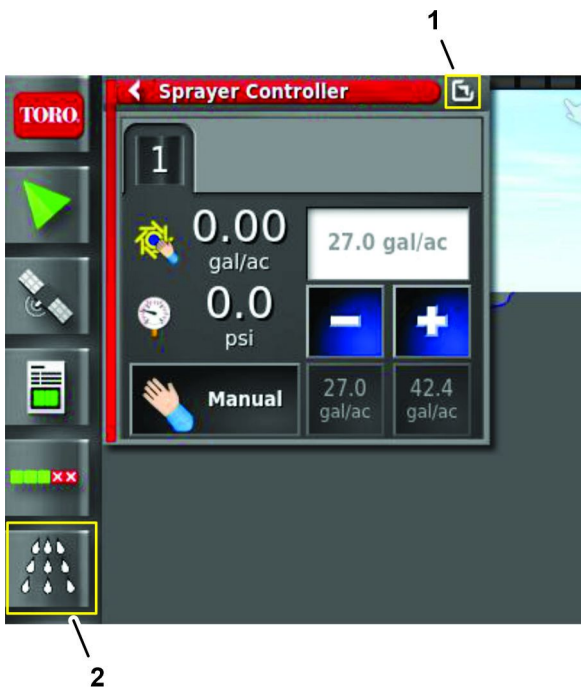 1
TORO.
Sprayer Controller
1
0.00
gal/ac
27.0 gal/ac
0.0
psi
Manual
27.0
gal/ac
42.4
gal/ac
2